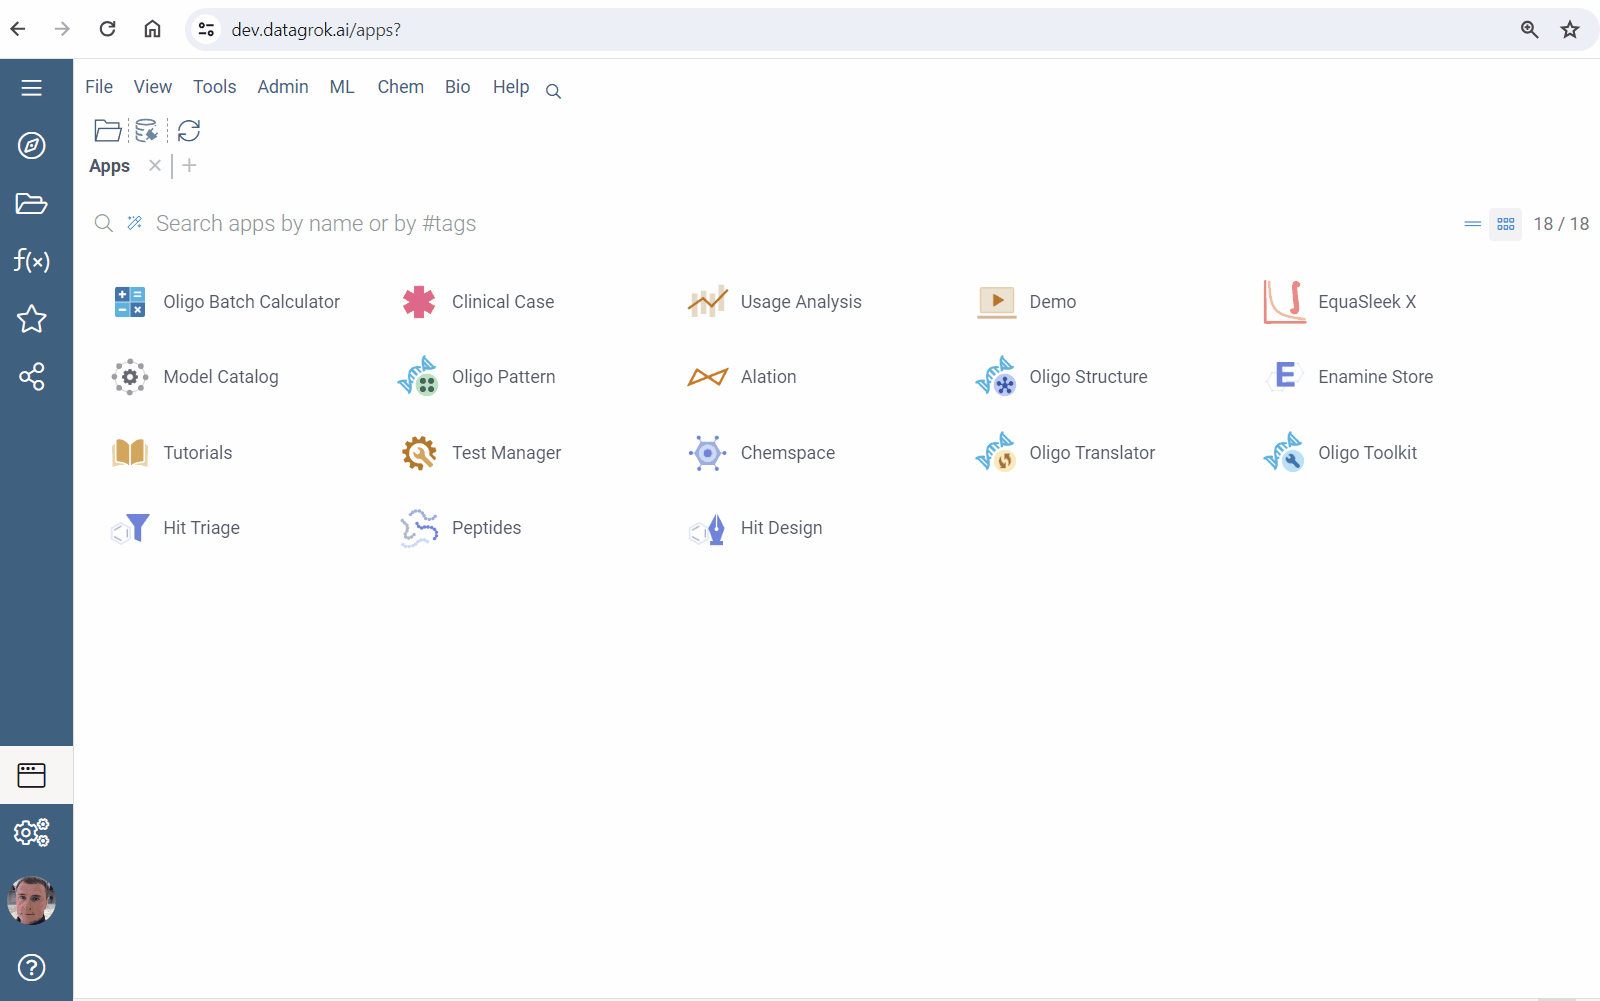 dev.datagrok.ai/apps?
File View Tools Admin ML Chem Bio Help
Apps
Search apps by name or by #tags 18 / 18
Oligo Batch Calculator Clinical Case Usage Analysis Demo EquaSleek X
Model Catalog Oligo Pattern Alation Oligo Structure Enamine Store
Tutorials Test Manager Chemspace Oligo Translator Oligo Toolkit
Hit Triage Peptides Hit Design